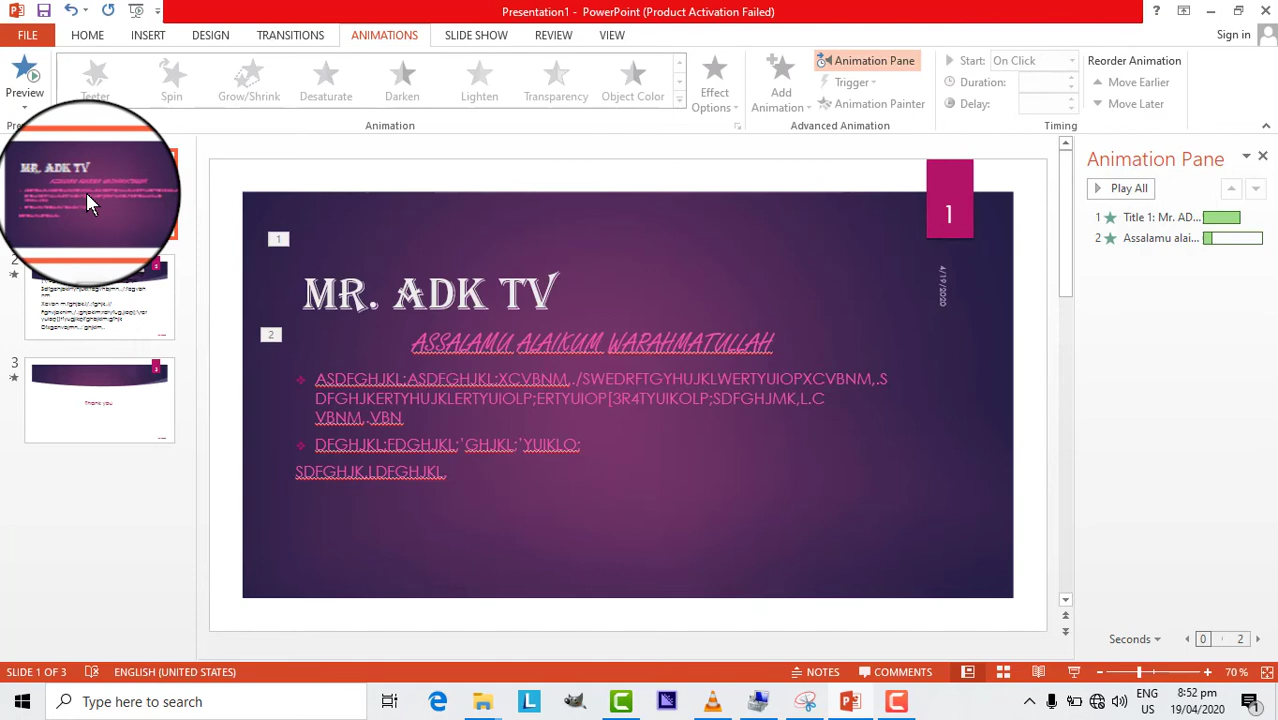 Presentation1 - PowerPoint (Product Activation Failed)
?
FILE
HOME
INSERT
DESIGN
TRANSITIONS
ANIMATIONS
SLIDE SHOW
REVIEW
VIEW
Sign in
Preview
Teeter
Spin
Grow/Shrink
Desaturate
Darken
Lighten
Transparency
Object Color
Effect
Options
Add
Animation
Animation Pane
Trigger
Animation Painter
Start: On Click
Duration:
Delay:
Reorder Animation
Move Earlier
Move Later
Animation
Advanced Animation
Timing
MR. ADK TV
2
3
Thank you
1
1
4/19/2020
MR. ADK TV
2
ASSALAMU ALAIKUM WARAHMATULLAH
ASDFGHJKL;ASDFGHJKL;XCVBNM,./SWEDRFTGYHUJKLWERTYUIOPXCVBNM,.S
DFGHJKERTYHUJKLERTYUIOLP;ERTYUIOP[3R4TYUIKOLP;SDFGHJMK,L.C
VBNM,.VBN
DFGHJKL;FDGHJKL;'GHJKL;'YUIKLO;
SDFGHJK,LDFGHJKL,
Animation Pane
Play All
1 Title 1: Mr. AD...
2 Assalamu alai...
Seconds
0
2
SLIDE 1 OF 3
ENGLISH (UNITED STATES)
NOTES
COMMENTS
70 %
Type here to search
ENG
US
8:52 pm
19/04/2020
1